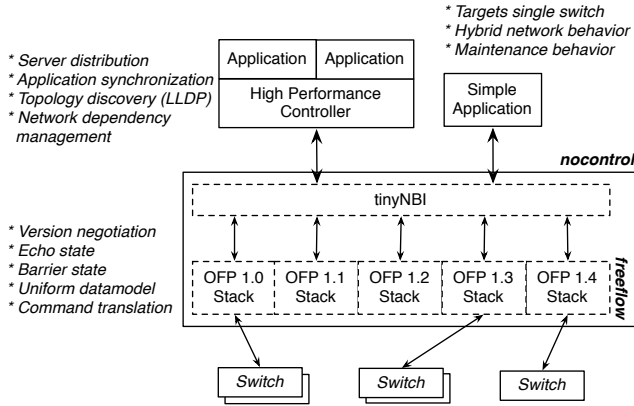 * Targets single switch
* Hybrid network behavior
* Maintenance behavior
* Server distribution
* Application synchronization
* Topology discovery (LLDP)
* Network dependency
management
Application Application
High Performance
Controller
Simple
Application
nocontrol
tinyNBI
* Version negotiation
* Echo state
* Barrier state
* Uniform datamodel
* Command translation
OFP 1.0
Stack
OFP 1.1
Stack
OFP 1.2
Stack
OFP 1.3
Stack
OFP 1.4
Stack
freeflow
Switch
Switch
Switch